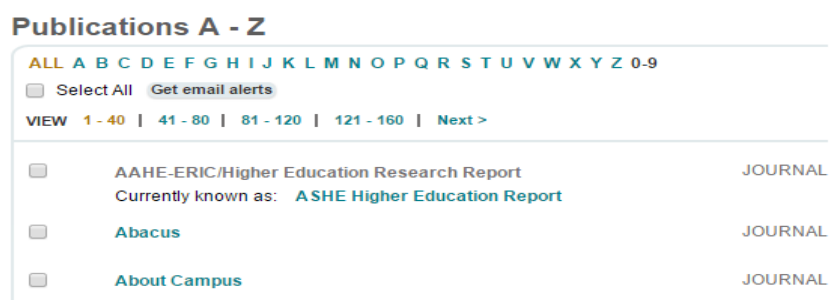 Publications A - Z
ALL A B C D E F G H I J K L M N O P Q R S T U V W X Y Z 0-9
Select All Get email alerts
VIEW 1 - 40 | 41 - 80 | 81 - 120 | 121 - 160 | Next >
AAHE-ERIC/Higher Education Research Report JOURNAL
Currently known as: ASHE Higher Education Report
Abacus JOURNAL
About Campus JOURNAL